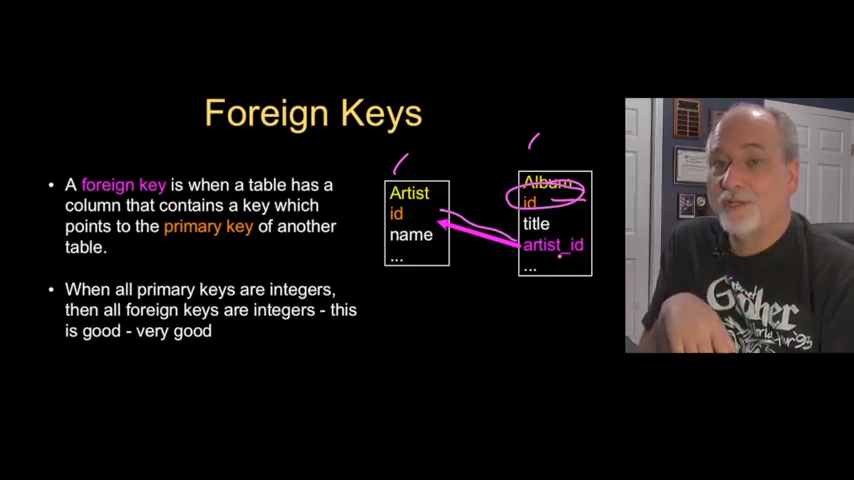 Foreign Keys
• A foreign key is when a table has a
column that contains a key which
points to the primary key of another
table.
• When all primary keys are integers,
then all foreign keys are integers - this
is good - very good
Artist
id
name
...
Album
id
title
artist_id
...
Gopher